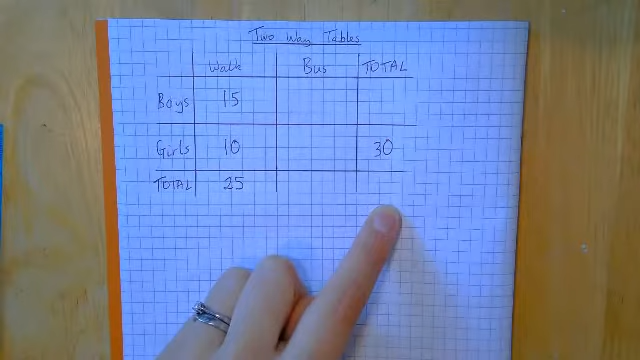 Two Way Tables
Walk Bus TOTAL
Boys 15
Girls 10 30
TOTAL 25